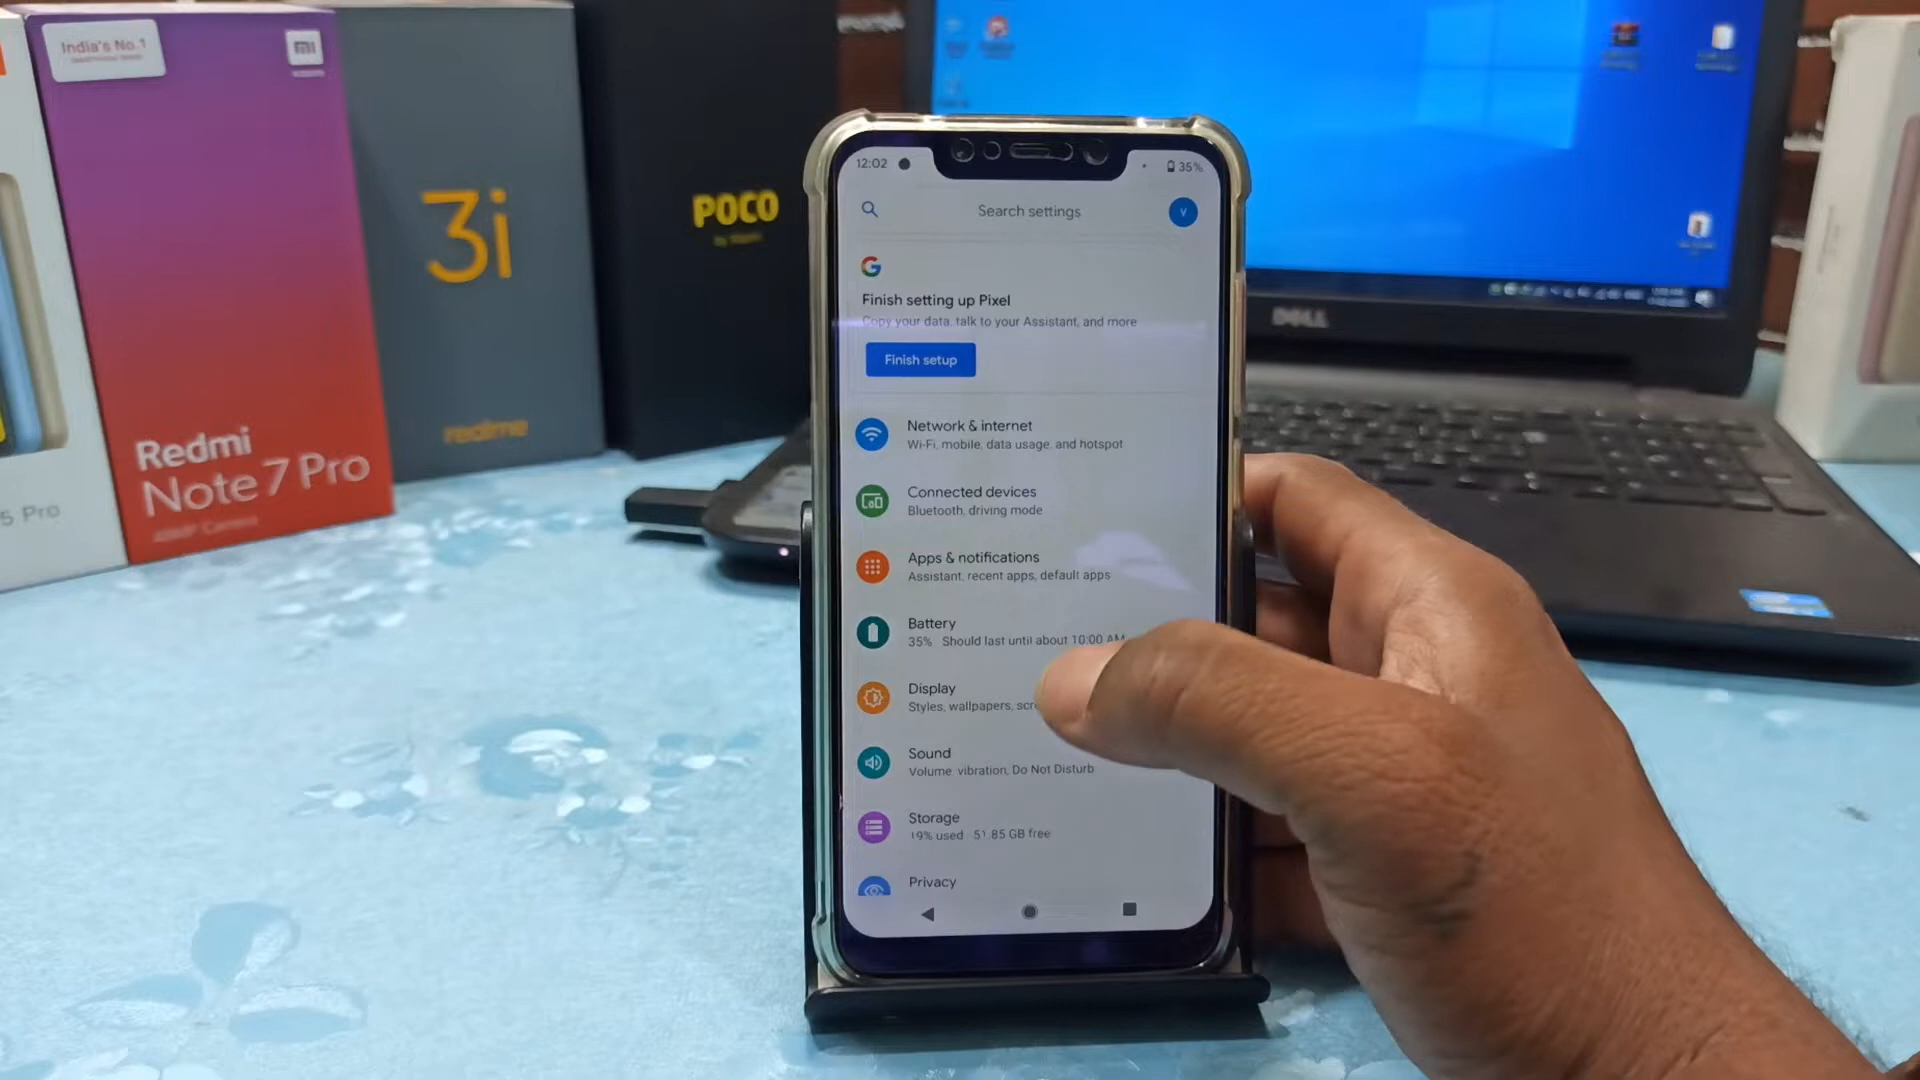 India's No.1
mi
Redmi
Note 7 Pro
5 Pro
3i
realme
POCO
DELL
12:02
35%
Search settings
V
G
Finish setting up Pixel
Copy your data, talk to your Assistant, and more
Finish setup
Network & internet
Wi-Fi, mobile, data usage, and hotspot
Connected devices
Bluetooth, driving mode
Apps & notifications
Assistant, recent apps, default apps
Battery
35% Should last until about 10:00 AM
Display
Styles, wallpapers, scr
Sound
Volume, vibration, Do Not Disturb
Storage
19% used 51.85 GB free
Privacy